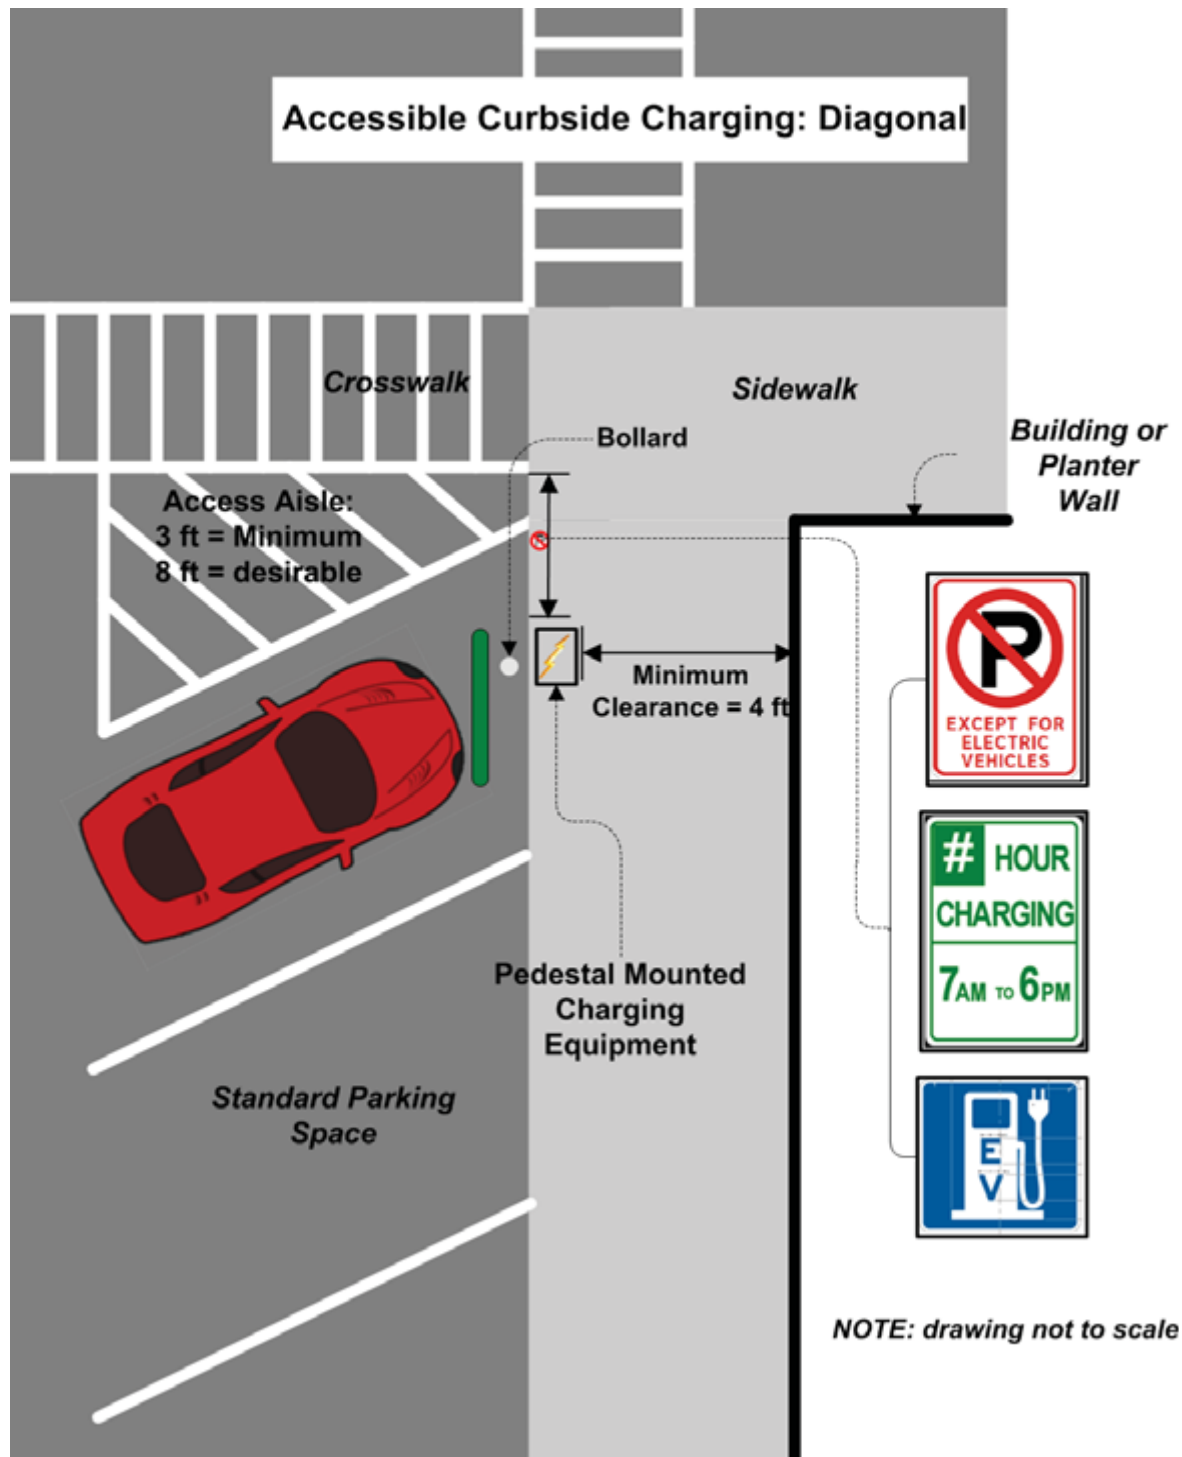 Accessible Curbside Charging: Diagonal
Crosswalk
Sidewalk
Bollard
Building or
Planter
Wall
Access Aisle:
3 ft = Minimum
8 ft = desirable
Minimum
Clearance = 4 ft
P
EXCEPT FOR
ELECTRIC
VEHICLES
# HOUR
CHARGING
7AM TO 6PM
Pedestal Mounted
Charging
Equipment
Standard Parking
Space
E
V
NOTE: drawing not to scale